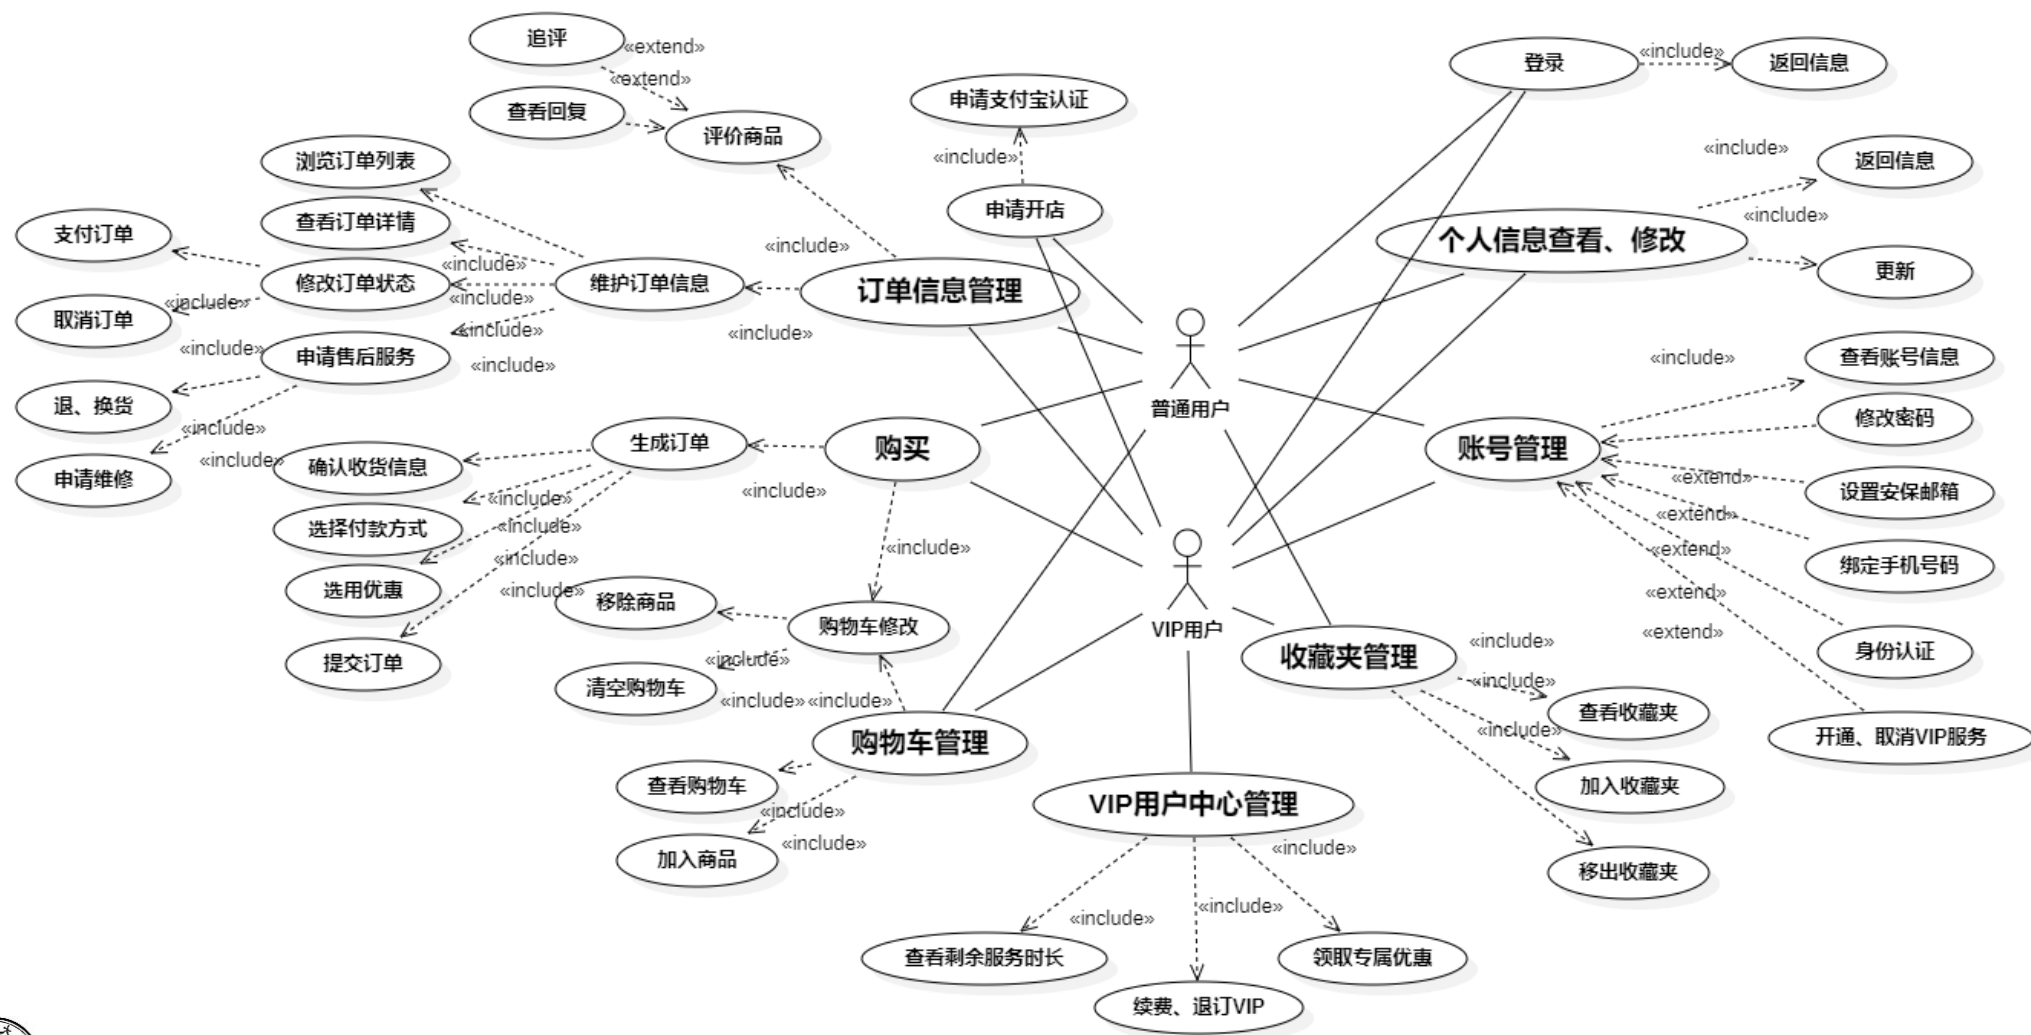 追评
«extend»
«extend»
查看回复
评价商品
申请支付宝认证
«include»
申请开店
登录
«include»
返回信息
«include»
返回信息
«include»
个人信息查看、修改
更新
浏览订单列表
查看订单详情
支付订单
«include»
修改订单状态
«include»
维护订单信息
«include»
订单信息管理
取消订单
«include»
«include»
«include»
«include»
申请售后服务
«include»
退、换货
«include»
«include»
申请维修
普通用户
«include»
查看账号信息
修改密码
账号管理
«extend»
设置安保邮箱
«extend»
«extend»
绑定手机号码
«extend»
«extend»
身份认证
开通、取消VIP服务
购买
生成订单
«include»
确认收货信息
«include»
选择付款方式
«include»
«include»
选用优惠
«include»
提交订单
«include»
移除商品
购物车修改
«include»
清空购物车
«include»
«include»
VIP用户
收藏夹管理
«include»
«include»
查看收藏夹
«include»
加入收藏夹
移出收藏夹
购物车管理
查看购物车
«include»
加入商品
«include»
VIP用户中心管理
«include»
«include»
«include»
查看剩余服务时长
领取专属优惠
续费、退订VIP